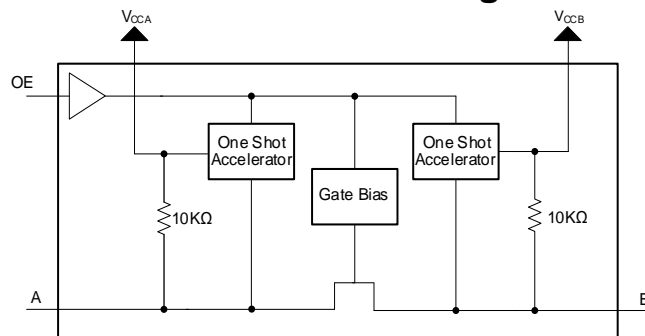 VCCA
VCCB
OE
One Shot
Accelerator
One Shot
Accelerator
Gate Bias
10KΩ
10KΩ
A